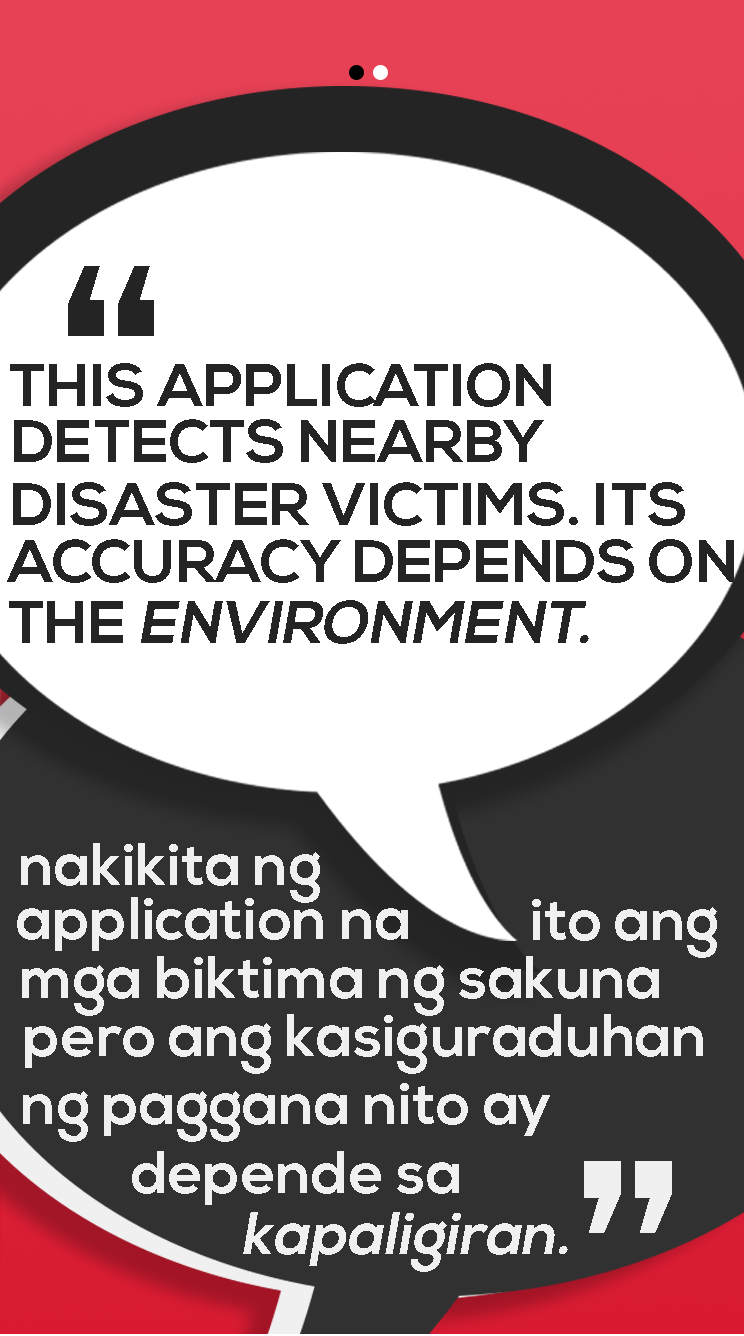 “
THIS APPLICATION
DETECTS NEARBY
DISASTER VICTIMS. ITS
ACCURACY DEPENDS ON
THE ENVIRONMENT.
nakikita ng
application na ito ang
mga biktima ng sakuna
pero ang kasiguraduhan
ng paggana nito ay
depende sa
kapaligiran.”